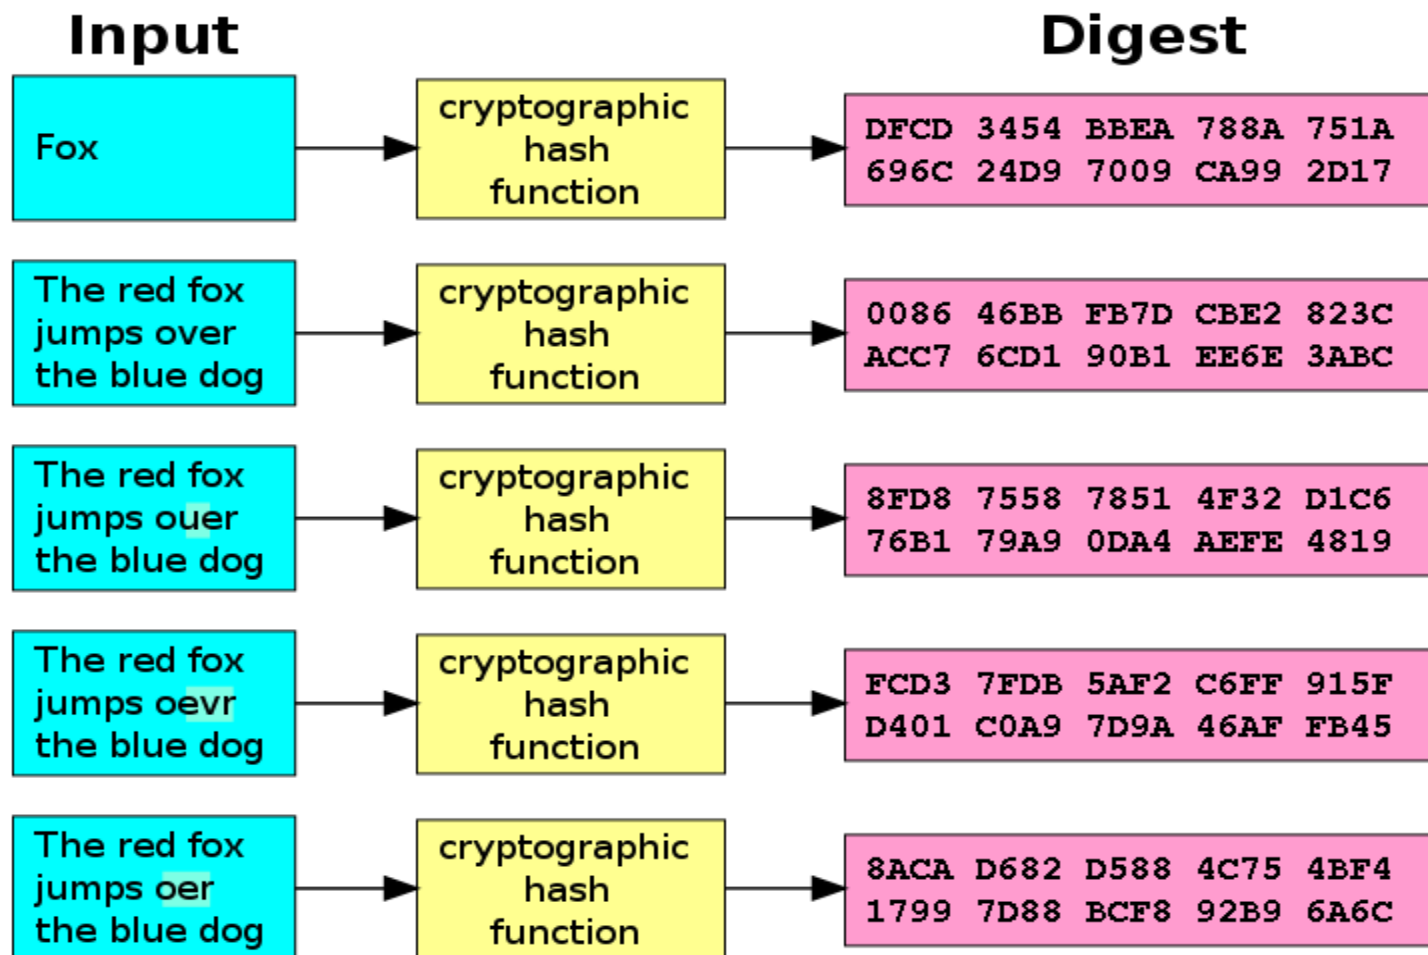 Input
Digest
Fox
cryptographic
hash
function
DFCD 3454 BBEA 788A 751A
696C 24D9 7009 CA99 2D17
The red fox
jumps over
the blue dog
cryptographic
hash
function
0086 46BB FB7D CBE2 823C
ACC7 6CD1 90B1 EE6E 3ABC
The red fox
jumps ouer
the blue dog
cryptographic
hash
function
8FD8 7558 7851 4F32 D1C6
76B1 79A9 0DA4 AEFE 4819
The red fox
jumps oevr
the blue dog
cryptographic
hash
function
FCD3 7FDB 5AF2 C6FF 915F
D401 C0A9 7D9A 46AF FB45
The red fox
jumps oer
the blue dog
cryptographic
hash
function
8ACA D682 D588 4C75 4BF4
1799 7D88 BCF8 92B9 6A6C